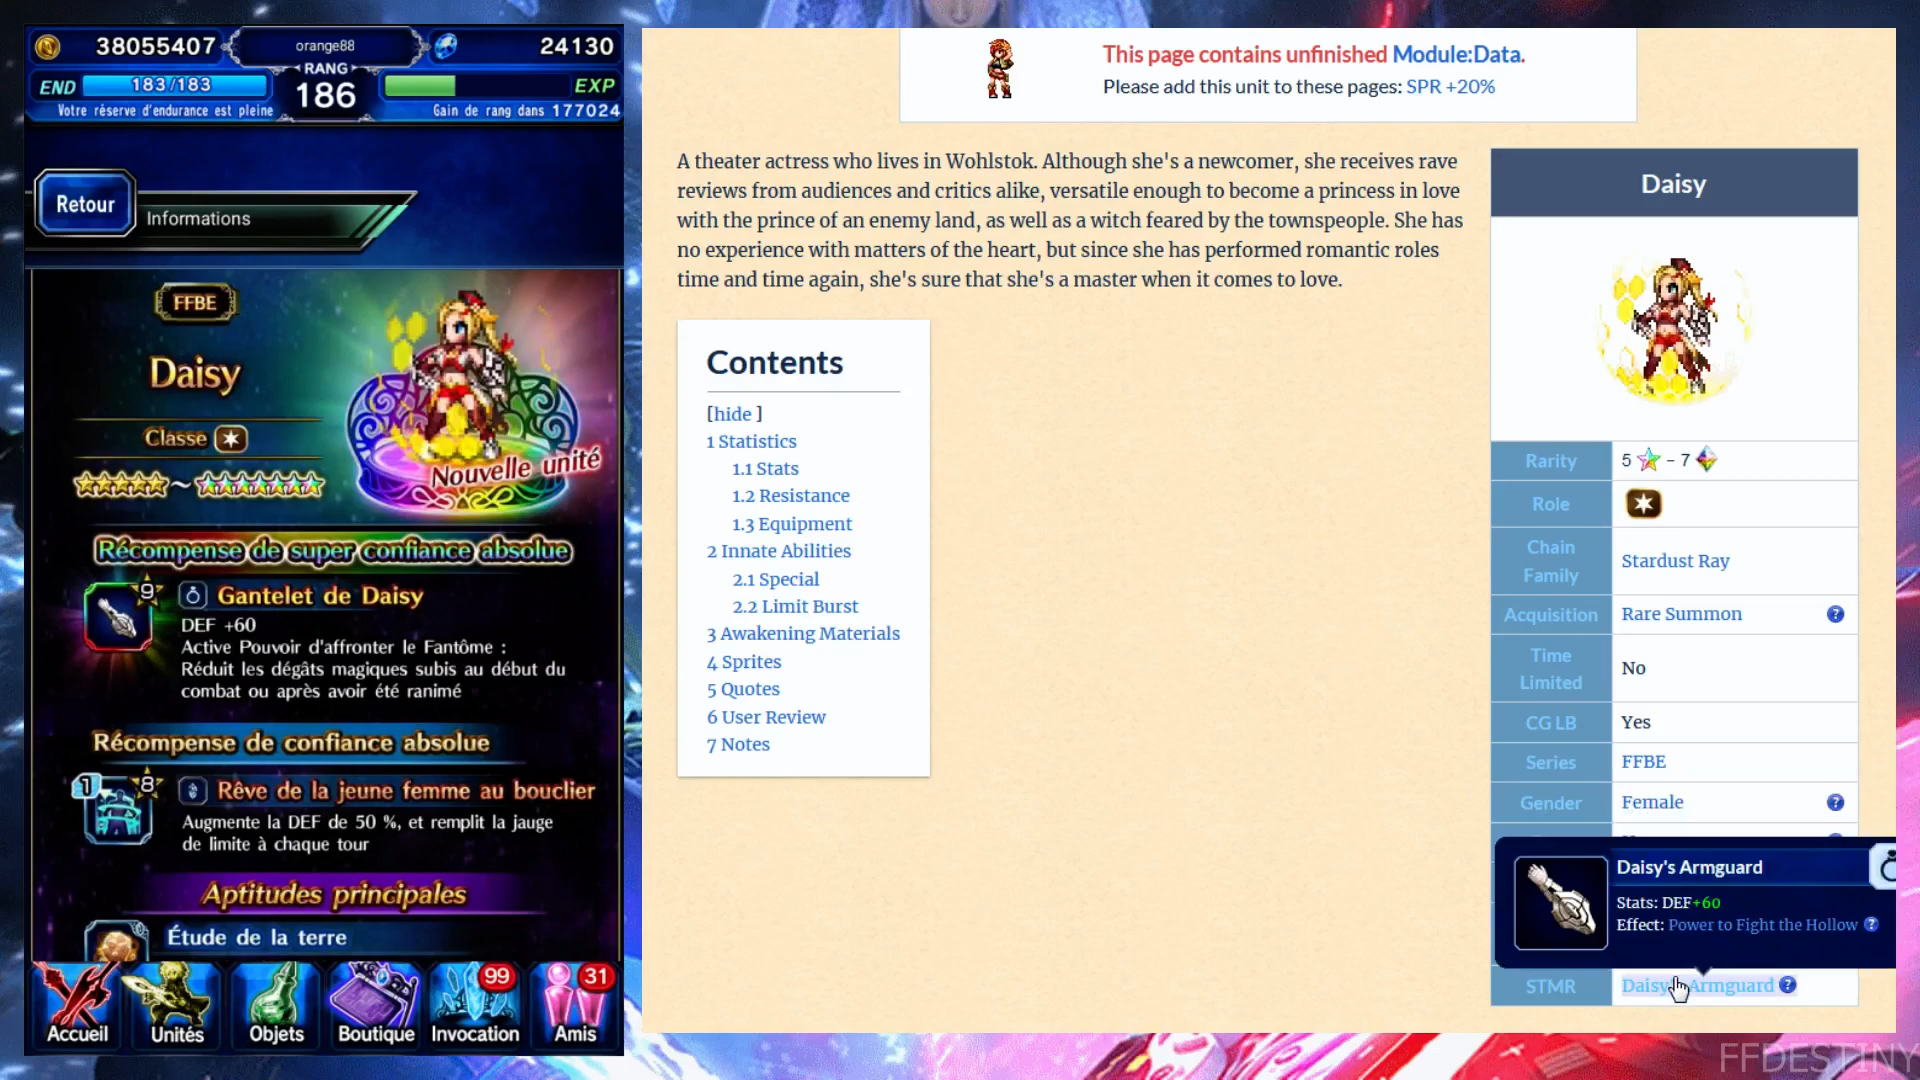 38055407
orange88
24130
RANG
186
END
183/183
EXP
Votre réserve d'endurance est pleine
Gain de rang dans 177024
Retour
Informations
FFBE
Daisy
Classe
Nouvelle unité
Récompense de super confiance absolue
9
Gantelet de Daisy
DEF +60
Active Pouvoir d'affronter le Fantôme :
Réduit les dégâts magiques subis au début du
combat ou après avoir été ranimé
Récompense de confiance absolue
1
8
Rêve de la jeune femme au bouclier
Augmente la DEF de 50 %, et remplit la jauge
de limite à chaque tour
Aptitudes principales
Étude de la terre
99
31
Accueil
Unités
Objets
Boutique
Invocation
Amis
This page contains unfinished Module:Data.
Please add this unit to these pages: SPR +20%
A theater actress who lives in Wohlstok. Although she's a newcomer, she receives rave
reviews from audiences and critics alike, versatile enough to become a princess in love
with the prince of an enemy land, as well as a witch feared by the townspeople. She has
no experience with matters of the heart, but since she has performed romantic roles
time and time again, she's sure that she's a master when it comes to love.
Contents
[hide ]
1 Statistics
1.1 Stats
1.2 Resistance
1.3 Equipment
2 Innate Abilities
2.1 Special
2.2 Limit Burst
3 Awakening Materials
4 Sprites
5 Quotes
6 User Review
7 Notes
Daisy
Rarity
5 - 7
Role
Chain
Family
Stardust Ray
Acquisition
Rare Summon
?
Time
Limited
No
CG LB
Yes
Series
FFBE
Gender
Female
?
Daisy's Armguard
Stats: DEF+60
Effect: Power to Fight the Hollow ?
STMR
Daisy Armguard ?
FFDESTINY